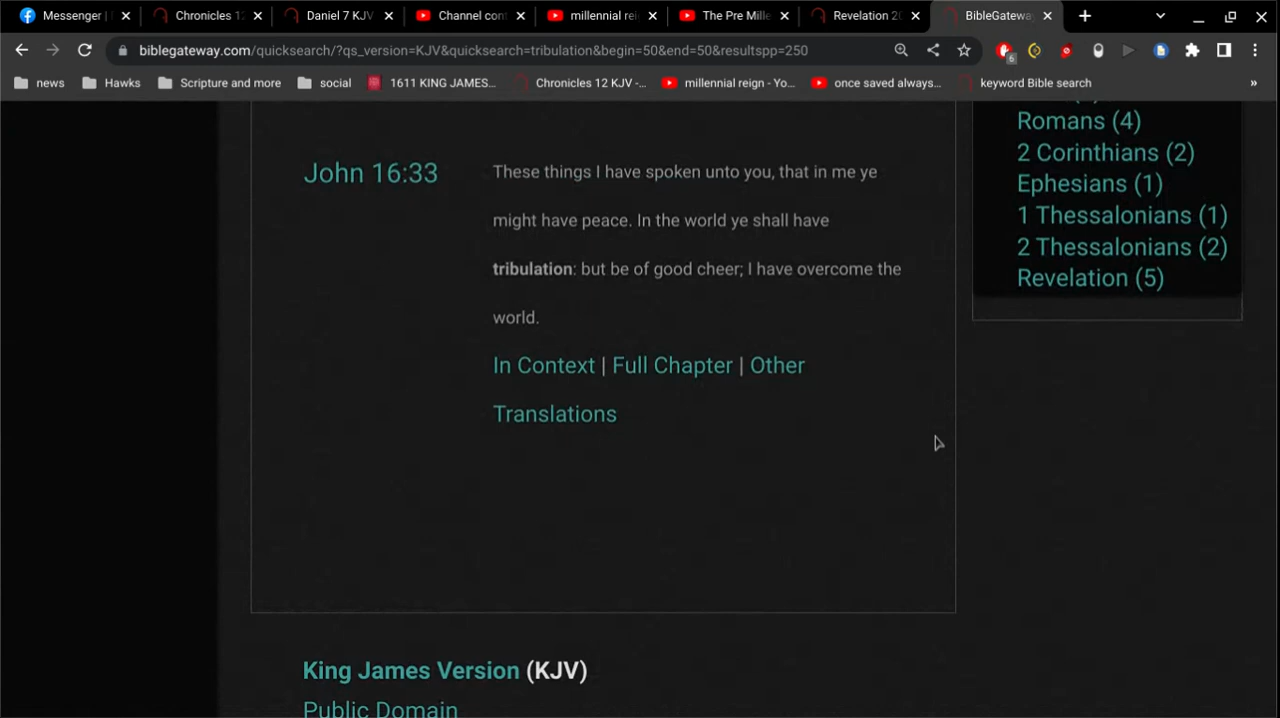 Messenger |
Chronicles 12
Daniel 7 KJV
Channel con
millennial rei
The Pre Mille
Revelation 20
BibleGatewa
biblegateway.com/quicksearch/?qs_version=KJV&quicksearch=tribulation&begin=50&end=50&resultspp=250
6
news
Hawks
Scripture and more
social
1611 KING JAMES...
Chronicles 12 KJV -...
millennial reign - Yo...
once saved always...
keyword Bible search
»
Romans (4)
2 Corinthians (2)
Ephesians (1)
1 Thessalonians (1)
2 Thessalonians (2)
Revelation (5)
John 16:33
These things I have spoken unto you, that in me ye
might have peace. In the world ye shall have
tribulation: but be of good cheer; I have overcome the
world.
In Context | Full Chapter | Other
Translations
King James Version (KJV)
Public Domain